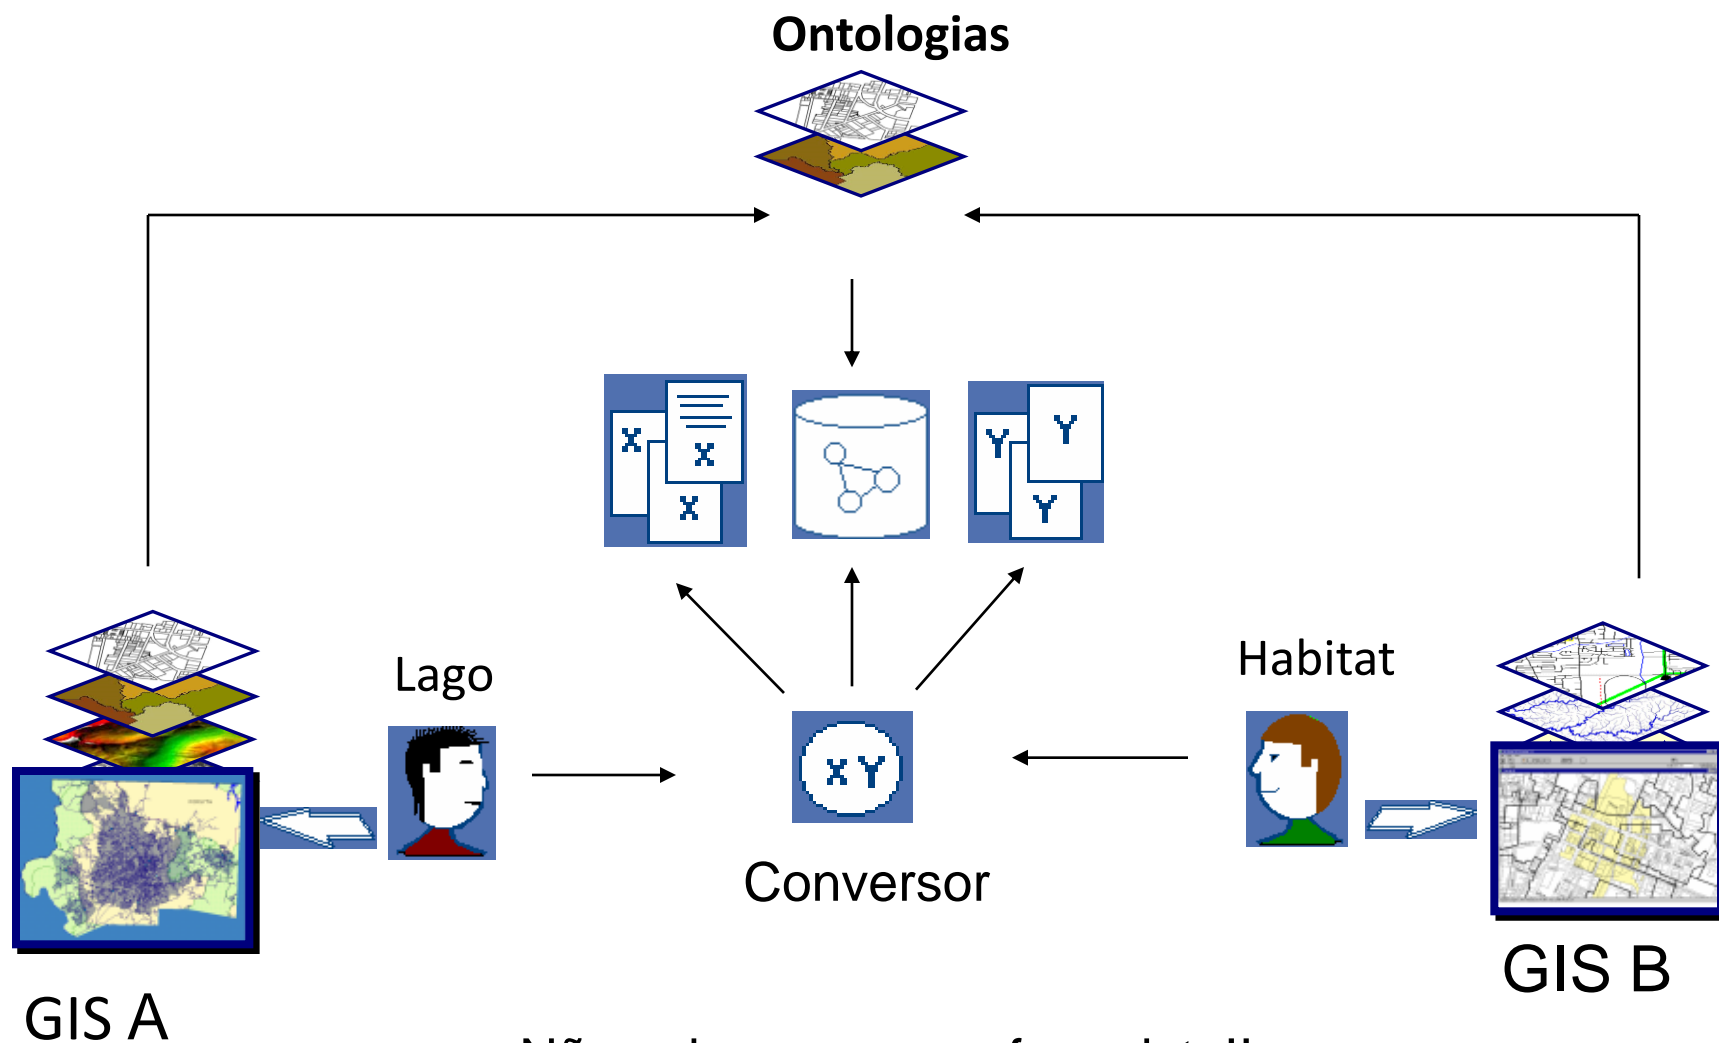 Ontologias
X
X
X
Y
Y
Y
Lago
Habitat
X Y
Conversor
GIS B
GIS A